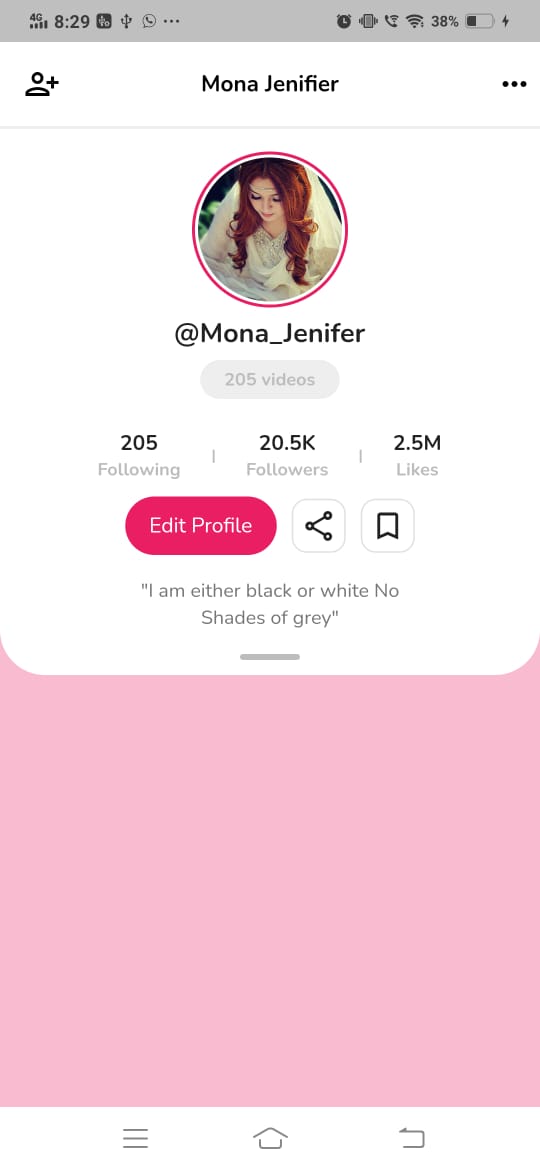 4G 8:29 38%
Mona Jenifier
@Mona_Jenifer
205 videos
205 20.5K 2.5M
Following Followers Likes
Edit Profile
"I am either black or white No
Shades of grey"